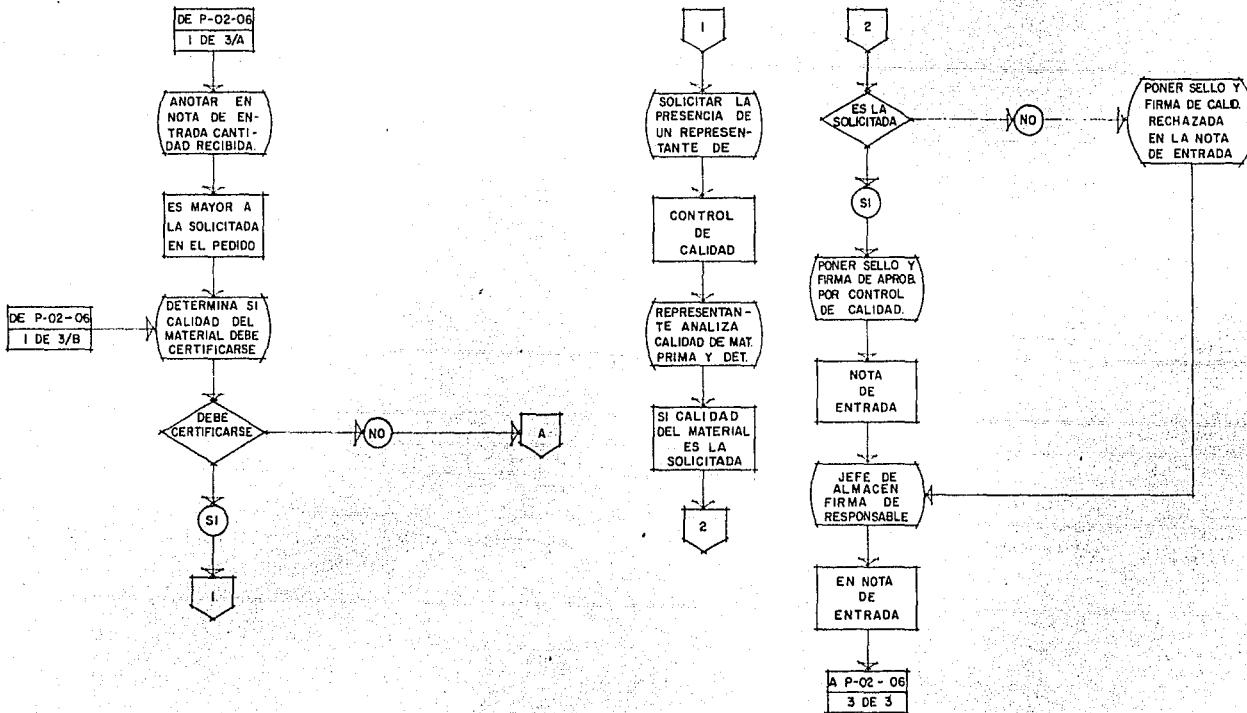 DE P-02-06
1 DE 3/A
ANOTAR EN
NOTA DE EN-
TRADA CANTI-
DAD RECIBIDA.
ES MAYOR A
LA SOLICITADA
EN EL PEDIDO
DE P-02-06
1 DE 3/B
DETERMINA SI
CALIDAD DEL
MATERIAL DEBE
CERTIFICARSE
DEBE
CERTIFICARSE
NO
A
SI
1
1
SOLICITAR LA
PRESENCIA DE
UN REPRESEN-
TANTE DE
CONTROL
DE
CALIDAD
REPRESENTAN-
TE ANALIZA
CALIDAD DE MAT.
PRIMA Y DET.
SI CALIDAD
DEL MATERIAL
ES LA
SOLICITADA
2
2
ES LA
SOLICITADA
NO
PONER SELLO Y
FIRMA DE CALID.
RECHAZADA
EN LA NOTA
DE ENTRADA
SI
PONER SELLO Y
FIRMA DE APROB.
POR CONTROL
DE CALIDAD.
NOTA
DE
ENTRADA
JEFE DE
ALMACEN
FIRMA DE
RESPONSABLE
EN NOTA
DE
ENTRADA
A P-02-06
3 DE 3